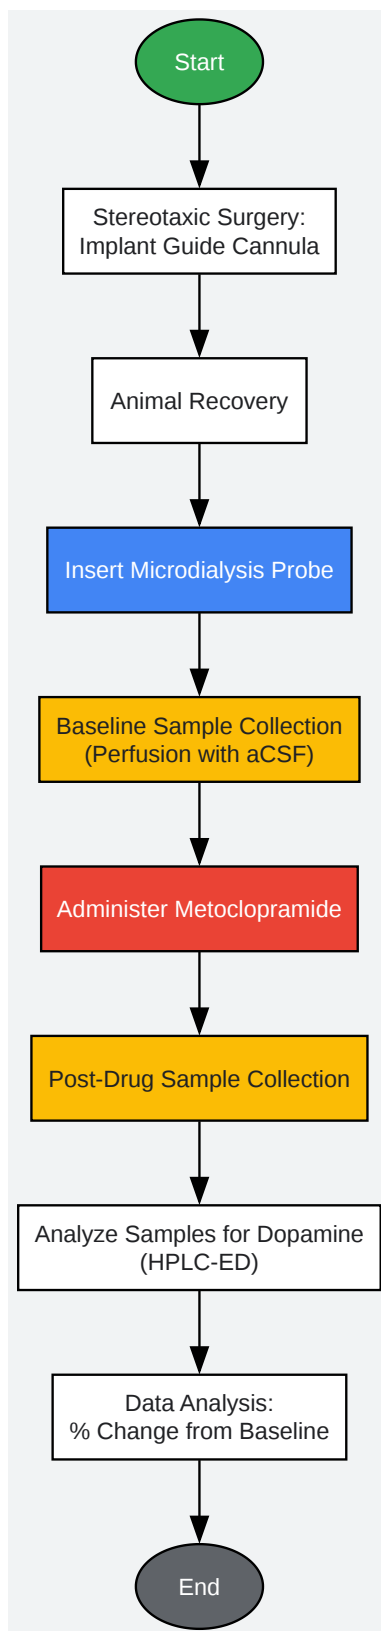 Start
Stereotaxic Surgery:
Implant Guide Cannula
Animal Recovery
Insert Microdialysis Probe
Baseline Sample Collection
(Perfusion with aCSF)
Administer Metoclopramide
Post-Drug Sample Collection
Analyze Samples for Dopamine
(HPLC-ED)
Data Analysis:
% Change from Baseline
End